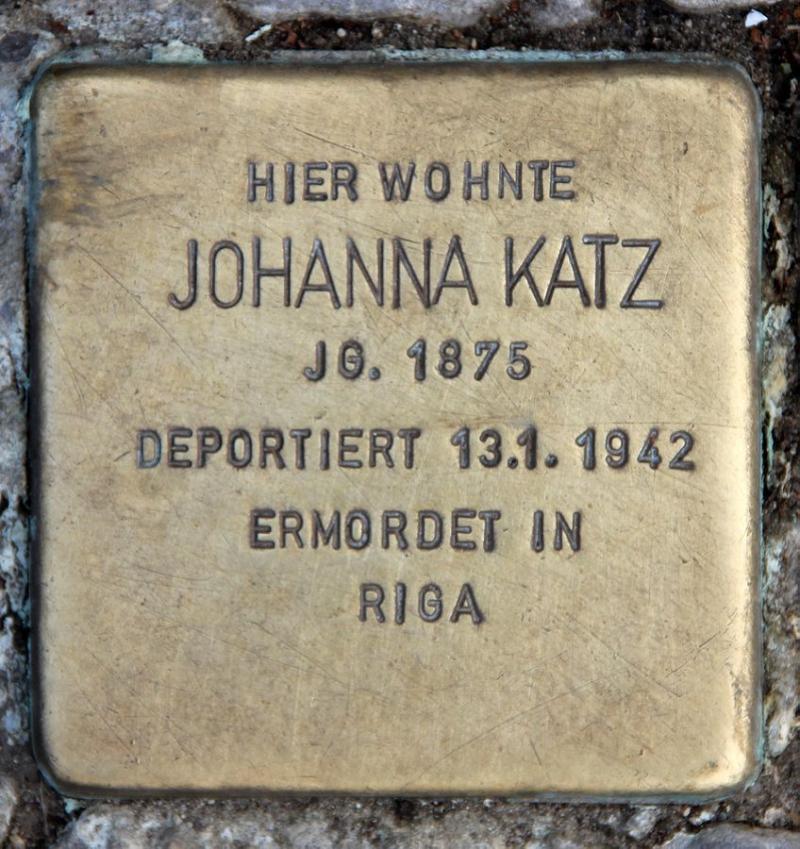 HIER WOHNTE
JOHANNA KATZ
JG. 1875
DEPORTIERT 13.1.1942
ERMORDET IN
RIGA